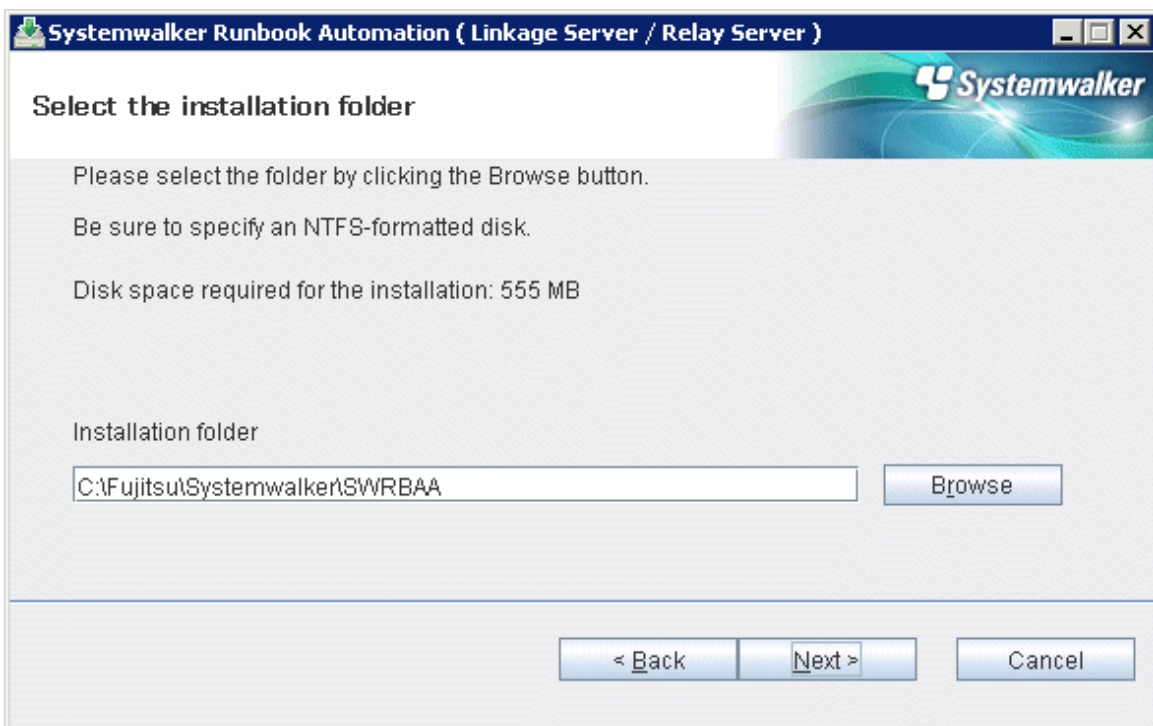 Systemwalker Runbook Automation ( Linkage Server / Relay Server )
Select the installation folder
Systemwalker
Please select the folder by clicking the Browse button.
Be sure to specify an NTFS-formatted disk.
Disk space required for the installation: 555 MB
Installation folder
C:\Fujitsu\Systemwalker\SWRBAA
Browse
< Back
Next >
Cancel